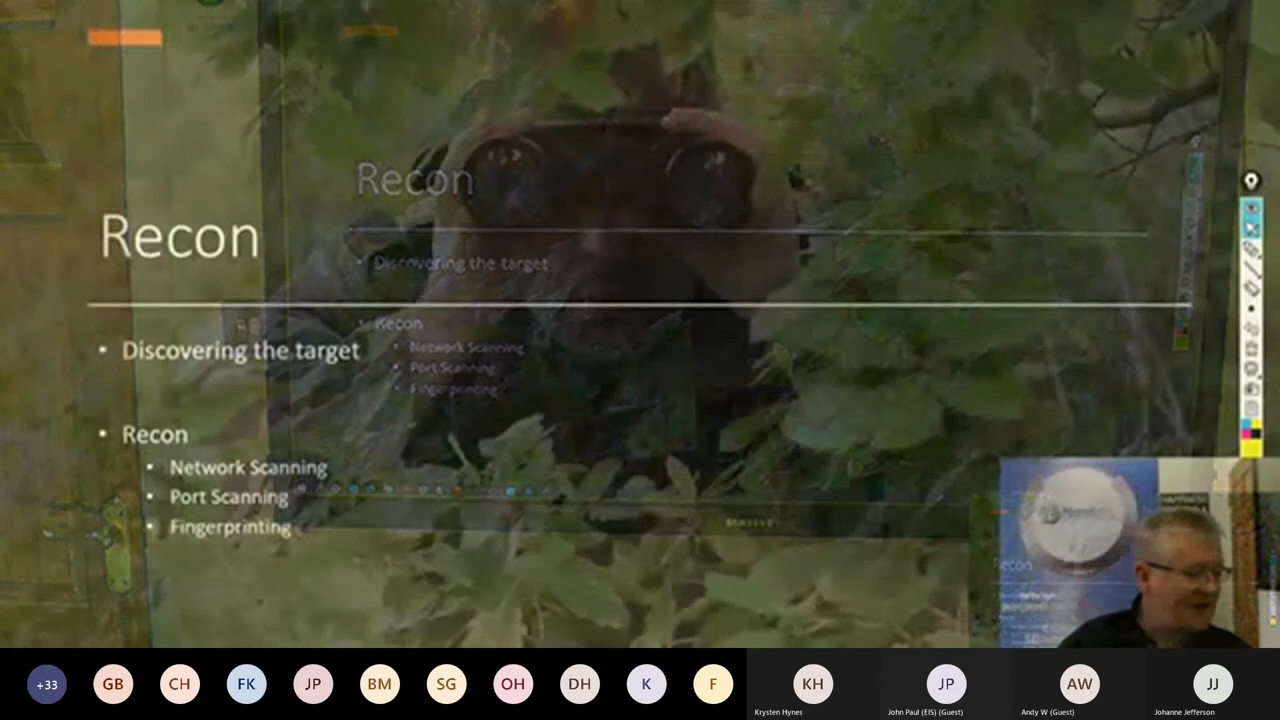 Recon
Recon
Discovering the target
• Discovering the target
Recon
Network Scanning
Port Scanning
Fingerprinting
• Recon
• Network Scanning
• Port Scanning
• Fingerprinting
SAMSUNG
Recon
+33
GB
CH
FK
JP
BM
SG
OH
DH
K
F
KH
JP
AW
JJ
Krysten Hynes
John Paul (EIS) (Guest)
Andy W (Guest)
Johanne Jefferson